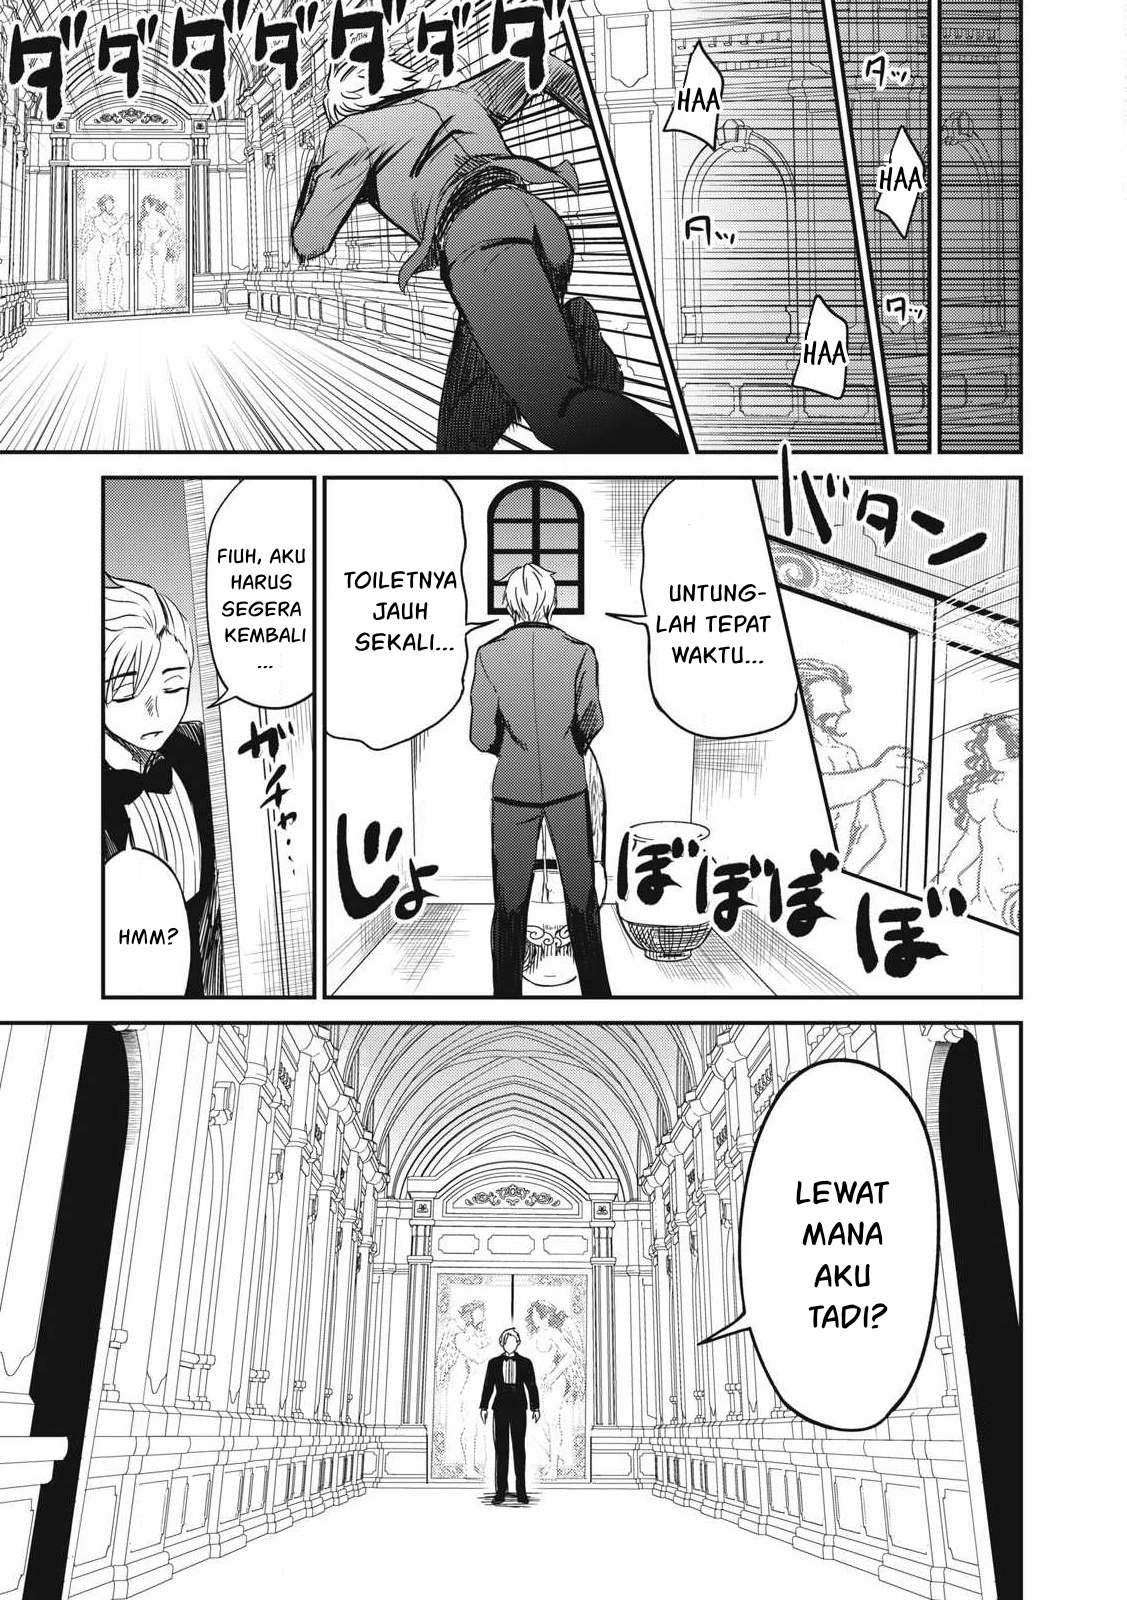 HAA
タッ
HAA
タッ
HAA
タッ
ダダダダダダ
バタン
UNTUNG-
LAH TEPAT
WAKTU...
TOILETNYA
JAUH
SEKALI...
じょ
ぼぼぼぼ
FIUH, AKU
HARUS
SEGERA
KEMBALI
...
ガチャ...
HMM?
LEWAT
MANA
AKU
TADI?